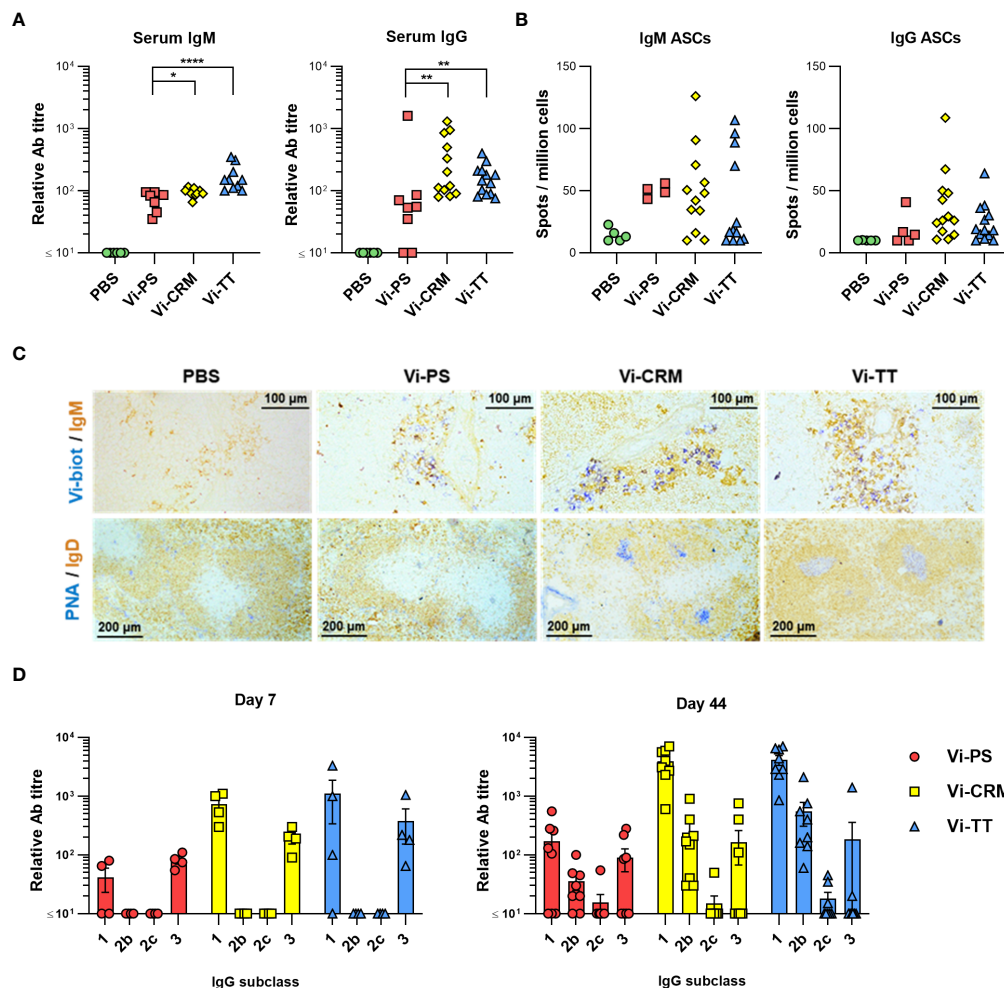 A
Serum IgM
Relative Ab titre
10⁴
10³
10²
≤ 10¹
****
*
PBS
Vi-PS
Vi-CRM
Vi-TT
Serum IgG
Relative Ab titre
10⁴
10³
10²
≤ 10¹
**
**
PBS
Vi-PS
Vi-CRM
Vi-TT
B
IgM ASCs
Spots / million cells
150
100
50
0
PBS
Vi-PS
Vi-CRM
Vi-TT
IgG ASCs
150
100
50
0
PBS
Vi-PS
Vi-CRM
Vi-TT
C
PBS
Vi-PS
Vi-CRM
Vi-TT
Vi-biot / IgM
100 µm
100 µm
100 µm
100 µm
PNA / IgD
200 µm
200 µm
200 µm
200 µm
D
Day 7
Relative Ab titre
10⁴
10³
10²
≤ 10¹
1 2b 2c 3 1 2b 2c 3 1 2b 2c 3
IgG subclass
Day 44
Relative Ab titre
10⁴
10³
10²
≤ 10¹
1 2b 2c 3 1 2b 2c 3 1 2b 2c 3
IgG subclass
Vi-PS
Vi-CRM
Vi-TT